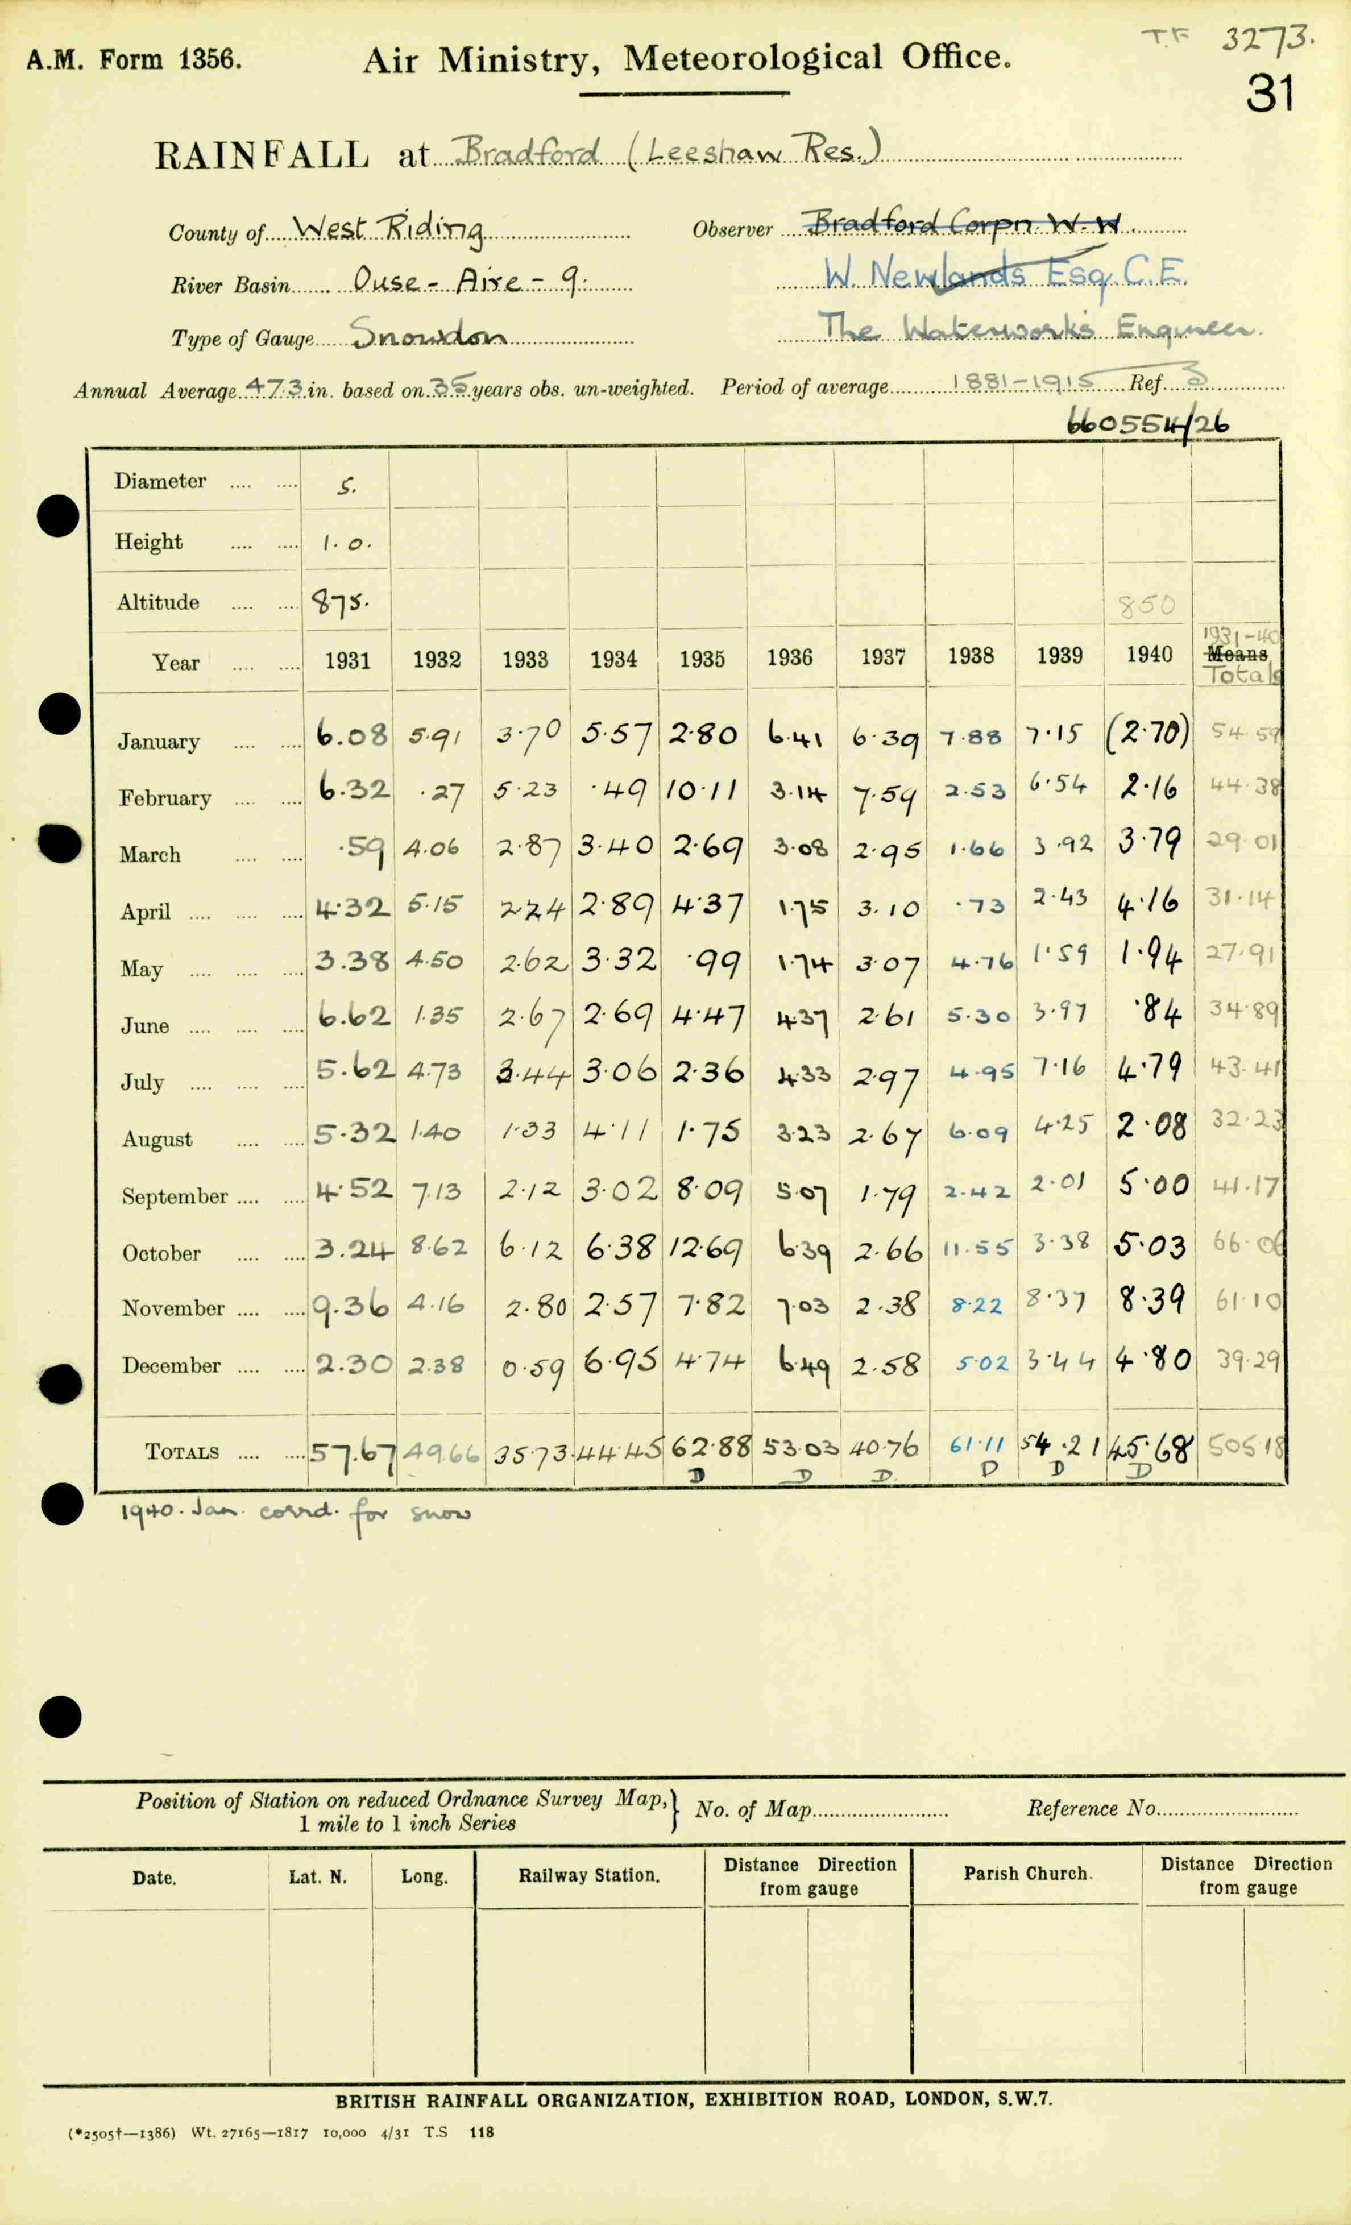 T.F 3273.
A.M. Form 1356. Air Ministry, Meteorological Office.
31
RAINFALL at Bradford (Leeshaw Res.)
County of West Riding Observer Bradford Corpn W.W.
River Basin Ouse - Aire - 9. W. Newlands Esq. C.E.
Type of Gauge Snowdon The Waterworks Engineer.
Annual Average 47.3 in. based on 35 years obs. un-weighted. Period of average 1881-1915 Ref. 3
660554/26
Diameter .... .... 5.
Height .... .... 1.0.
Altitude .... .... 875. 850
Year .... .... 1931 1932 1933 1934 1935 1936 1937 1938 1939 1940 1931-40 Means Totals
January .... .... 6.08 5.91 3.70 5.57 2.80 6.41 6.39 7.88 7.15 (2.70) 54.59
February .... .... 6.32 .27 5.23 .49 10.11 3.14 7.59 2.53 6.54 2.16 44.38
March .... .... .59 4.06 2.87 3.40 2.69 3.08 2.95 1.66 3.92 3.79 29.01
April .... .... .... 4.32 5.15 2.24 2.89 4.37 1.75 3.10 .73 2.43 4.16 31.14
May .... .... .... 3.38 4.50 2.62 3.32 .99 1.74 3.07 4.76 1.59 1.94 27.91
June .... .... .... 6.62 1.35 2.67 2.69 4.47 4.37 2.61 5.30 3.97 .84 34.89
July .... .... .... 5.62 4.73 3.44 3.06 2.36 4.33 2.97 4.95 7.16 4.79 43.41
August .... .... 5.32 1.40 1.33 4.11 1.75 3.23 2.67 6.09 4.25 2.08 32.23
September .... .... 4.52 7.13 2.12 3.02 8.09 5.07 1.79 2.42 2.01 5.00 41.17
October .... .... 3.24 8.62 6.12 6.38 12.69 6.39 2.66 11.55 3.38 5.03 66.06
November .... .... 9.36 4.16 2.80 2.57 7.82 7.03 2.38 8.22 8.37 8.39 61.10
December .... .... 2.30 2.38 0.59 6.95 4.74 6.49 2.58 5.02 3.44 4.80 39.29
TOTALS .... .... 57.67 49.66 35.73 44.45 62.88 53.03 40.76 61.11 54.21 45.68 505.18
D D D D D D
1940. Jan. corrd. for snow
Position of Station on reduced Ordnance Survey Map, } No. of Map Reference No.
1 mile to 1 inch Series
Date. Lat. N. Long. Railway Station. Distance Direction from gauge Parish Church. Distance Direction from gauge
BRITISH RAINFALL ORGANIZATION, EXHIBITION ROAD, LONDON, S.W.7.
(*2505†—1386) Wt. 27165—1817 10,000 4/31 T.S 118